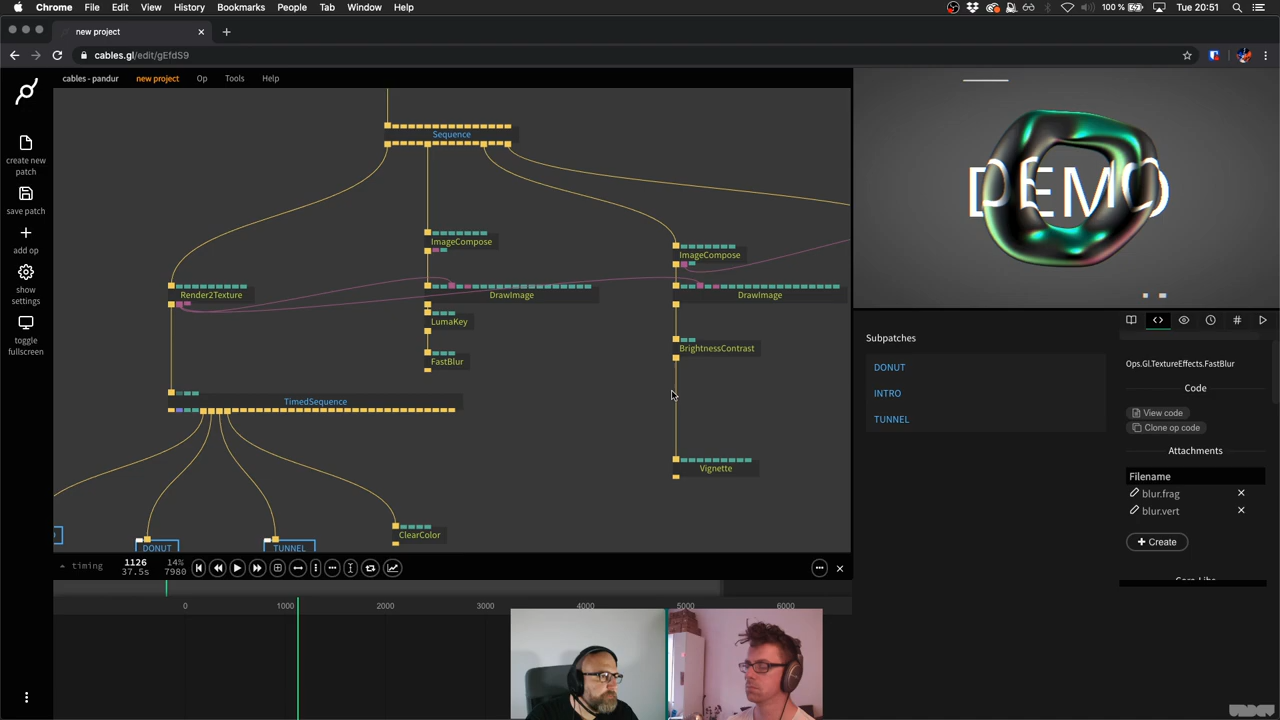 Chrome File Edit View History Bookmarks People Tab Window Help 100 % Tue 20:51
new project
cables.gl/edit/gEfdS9
cables - pandur new project Op Tools Help
create new
patch
save patch
add op
show
settings
toggle
fullscreen
Sequence
ImageCompose
ImageCompose
Render2Texture
DrawImage
DrawImage
LumaKey
BrightnessContrast
FastBlur
TimedSequence
Vignette
ClearColor
DONUT
TUNNEL
DEMO
Subpatches
DONUT
INTRO
TUNNEL
Ops.Gl.TextureEffects.FastBlur
Code
View code
Clone op code
Attachments
Filename
blur.frag
blur.vert
Create
timing
1126
37.5s
14%
7980
0 1000 2000 3000 4000 5000 6000